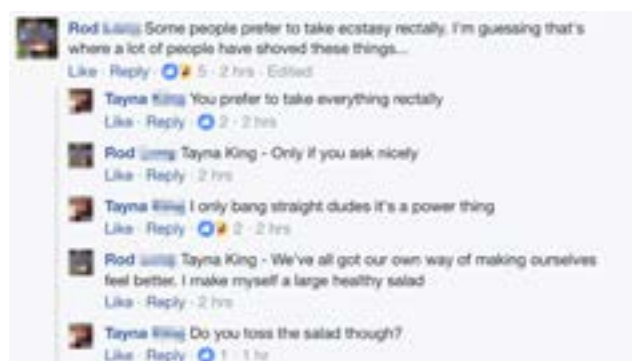 Rod Some people prefer to take ecstasy rectally. I'm guessing that's
where a lot of people have shoved these things...
Like · Reply · 5 · 2 hrs · Edited
Tayna You prefer to take everything rectally
Like · Reply · 2 · 2 hrs
Rod Tayna King - Only if you ask nicely
Like · Reply · 2 hrs
Tayna I only bang straight dudes it's a power thing
Like · Reply · 2 · 2 hrs
Rod Tayna King - We've all got our own way of making ourselves
feel better. I make myself a large healthy salad
Like · Reply · 2 hrs
Tayna Do you toss the salad though?
Like · Reply · 1 · 1 hr